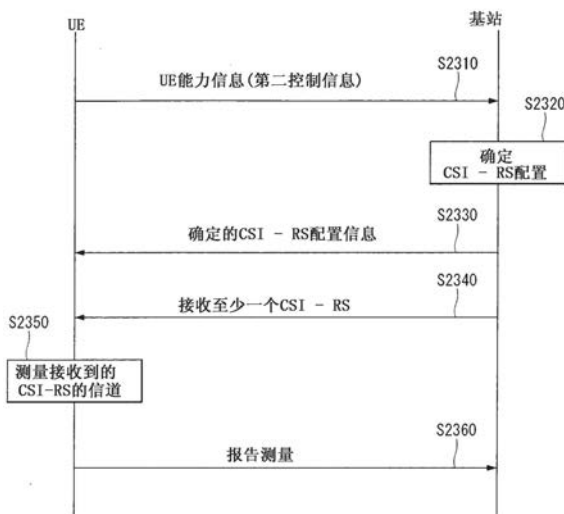 UE
基站
S2310
UE能力信息(第二控制信息)
S2320
确定
CSI - RS配置
S2330
确定的CSI - RS配置信息
S2340
接收至少一个CSI - RS
S2350
测量接收到的
CSI-RS的信道
S2360
报告测量